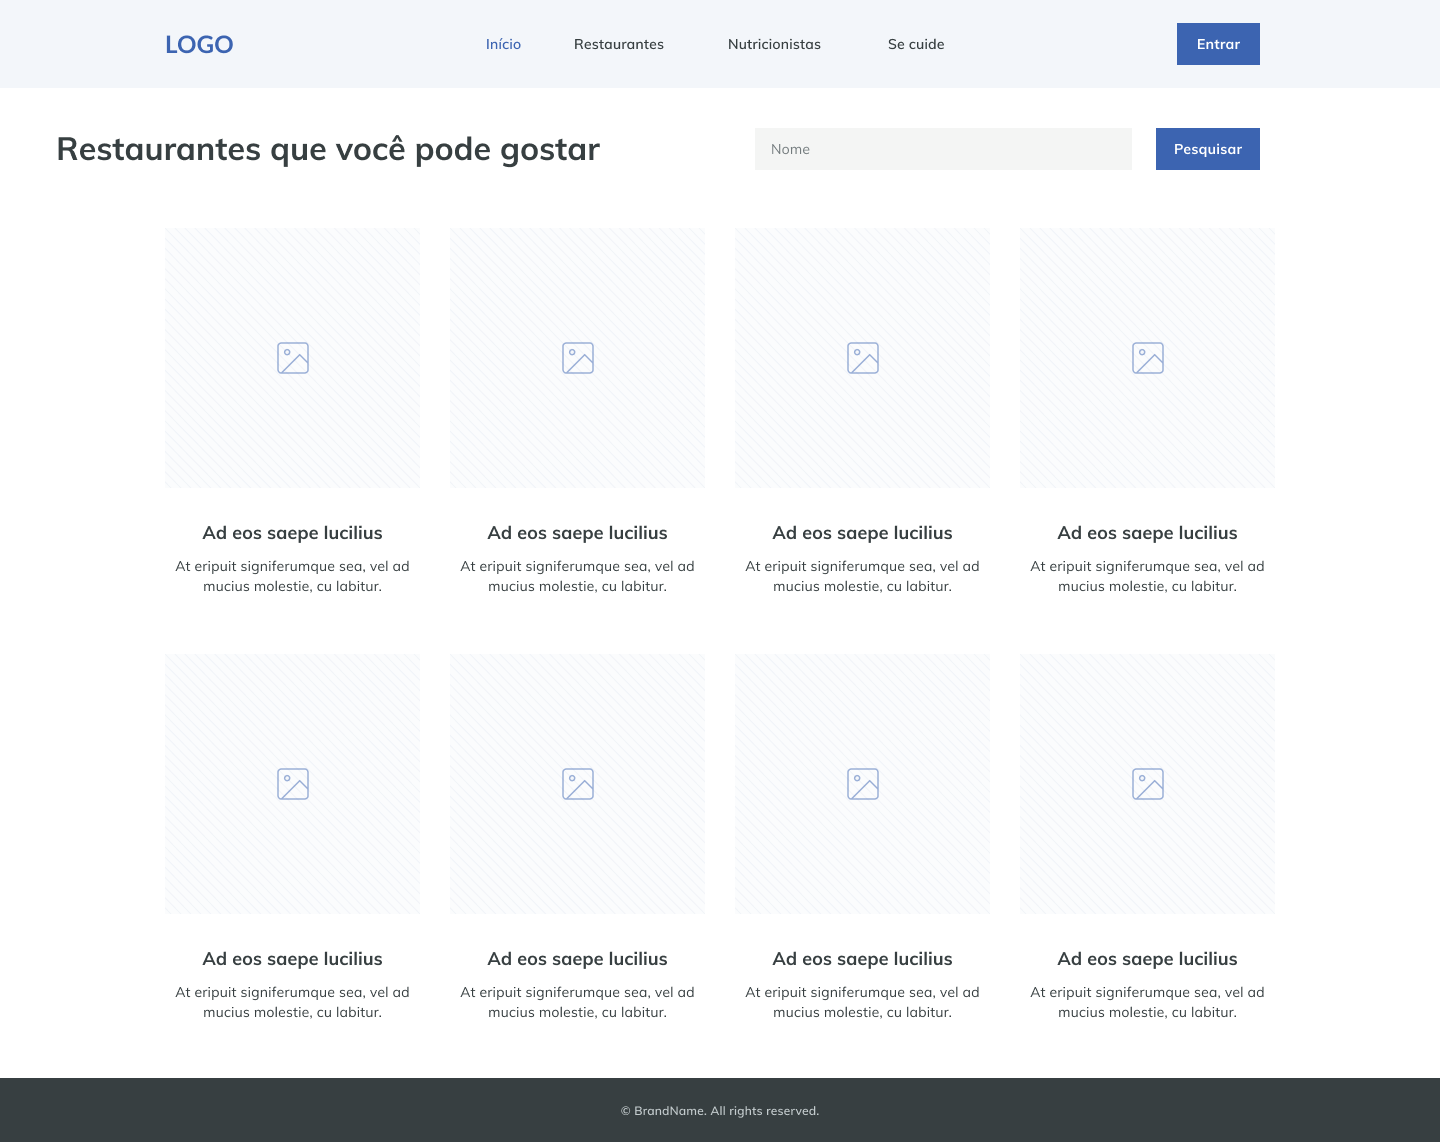 LOGO
Início
Restaurantes
Nutricionistas
Se cuide
Entrar
Restaurantes que você pode gostar
Nome
Pesquisar
Ad eos saepe lucilius
At eripuit signiferumque sea, vel ad
mucius molestie, cu labitur.
Ad eos saepe lucilius
At eripuit signiferumque sea, vel ad
mucius molestie, cu labitur.
Ad eos saepe lucilius
At eripuit signiferumque sea, vel ad
mucius molestie, cu labitur.
Ad eos saepe lucilius
At eripuit signiferumque sea, vel ad
mucius molestie, cu labitur.
Ad eos saepe lucilius
At eripuit signiferumque sea, vel ad
mucius molestie, cu labitur.
Ad eos saepe lucilius
At eripuit signiferumque sea, vel ad
mucius molestie, cu labitur.
Ad eos saepe lucilius
At eripuit signiferumque sea, vel ad
mucius molestie, cu labitur.
Ad eos saepe lucilius
At eripuit signiferumque sea, vel ad
mucius molestie, cu labitur.
© BrandName. All rights reserved.